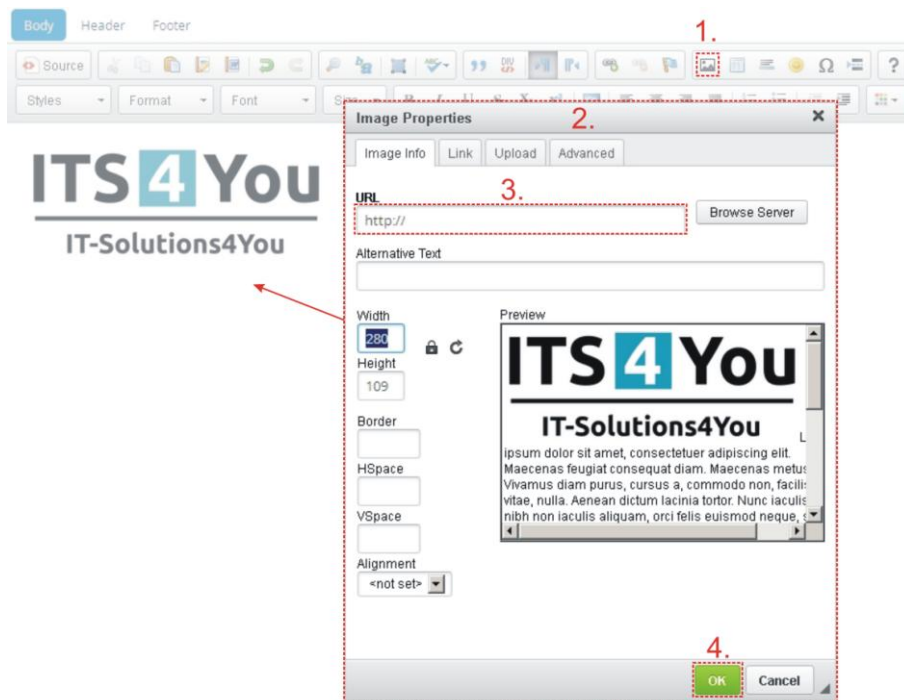 Body Header Footer
1.
Source
Styles Format Font
Image Properties
2.
Image Info Link Upload Advanced
ITS 4 You
IT-Solutions4You
3.
URL
http://
Browse Server
Alternative Text
Width
280
Height
109
Border
HSpace
VSpace
Alignment
<not set>
Preview
ITS 4 You
IT-Solutions4You
L
ipsum dolor sit amet, consectetuer adipiscing elit.
Maecenas feugiat consequat diam. Maecenas metus
Vivamus diam purus, cursus a, commodo non, facilis
vitae, nulla. Aenean dictum lacinia tortor. Nunc iaculis
nibh non iaculis aliquam, orci felis euismod neque, s
4.
OK Cancel